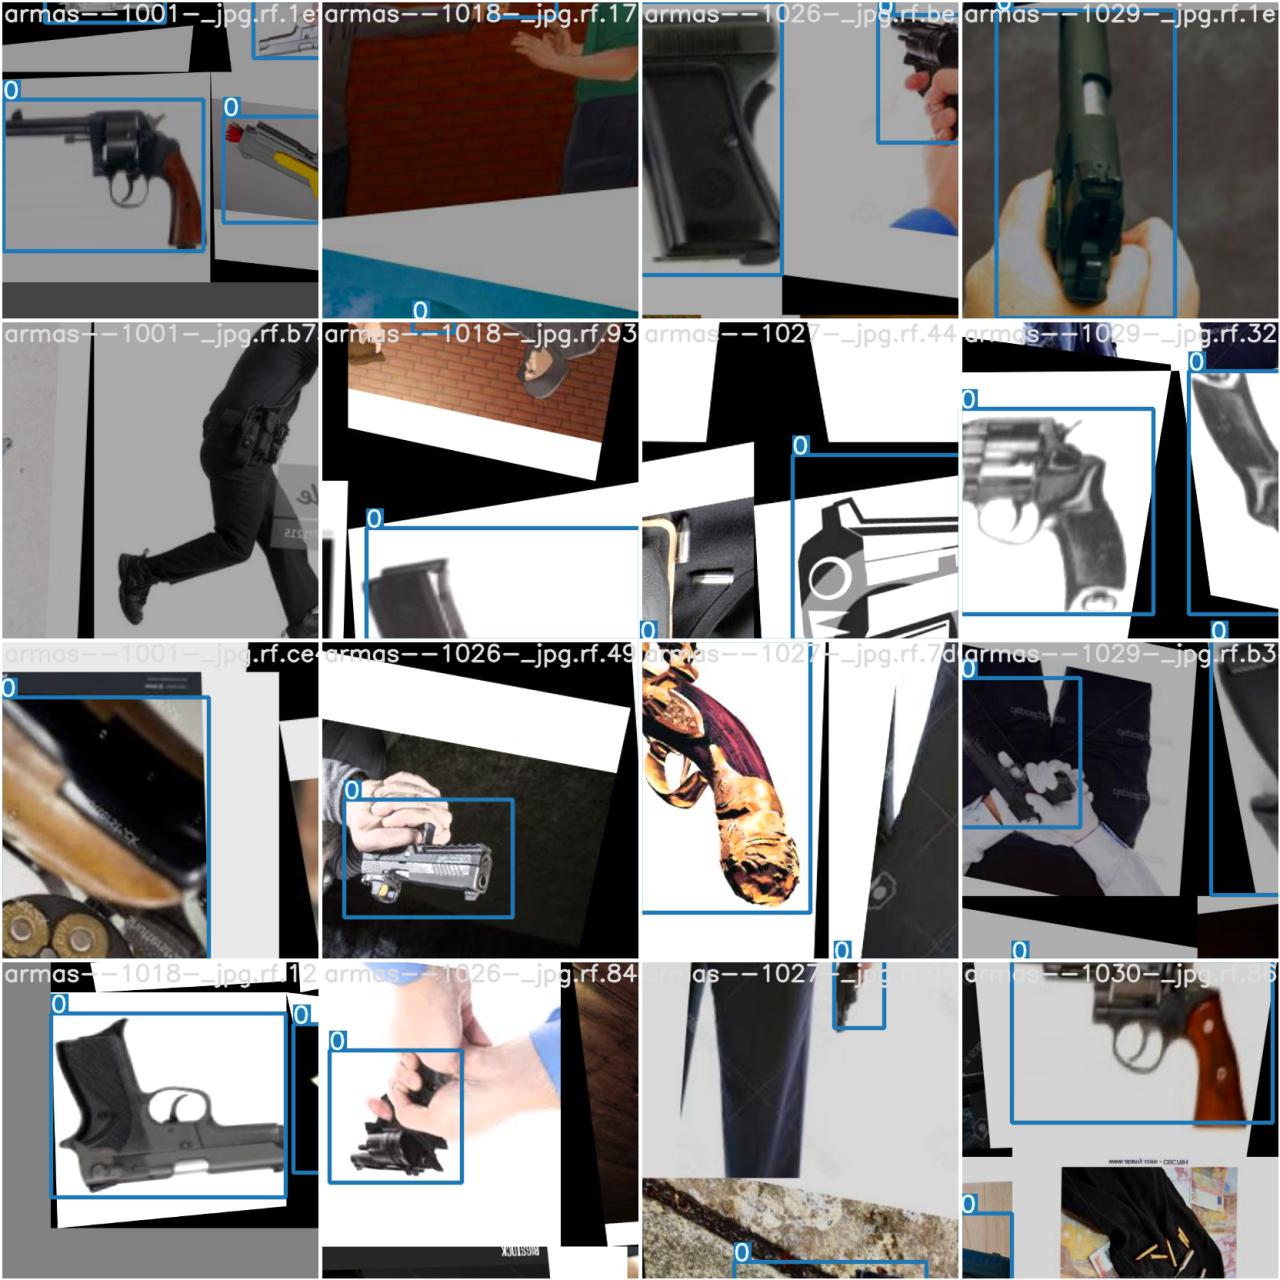 armas--1001-_jpg.rf.1e
armas--1018-_jpg.rf.17
armas--1026-_jpg.rf.be
armas--1029-_jpg.rf.1e
0
0
0
0
armas--1001-_jpg.rf.b7
armas--1018-_jpg.rf.93
armas--1027-_jpg.rf.44
armas--1029-_jpg.rf.32
0
0
0
0
0
armas--1001-_jpg.rf.ce
armas--1026-_jpg.rf.49
armas--1027-_jpg.rf.7d
armas--1029-_jpg.rf.b3
0
0
0
0
armas--1018-_jpg.rf.12
armas--1026-_jpg.rf.84
armas--1027-_jpg.rf
armas--1030-_jpg.rf.86
0
0
0
0
0
0
0
BIGSTOCK